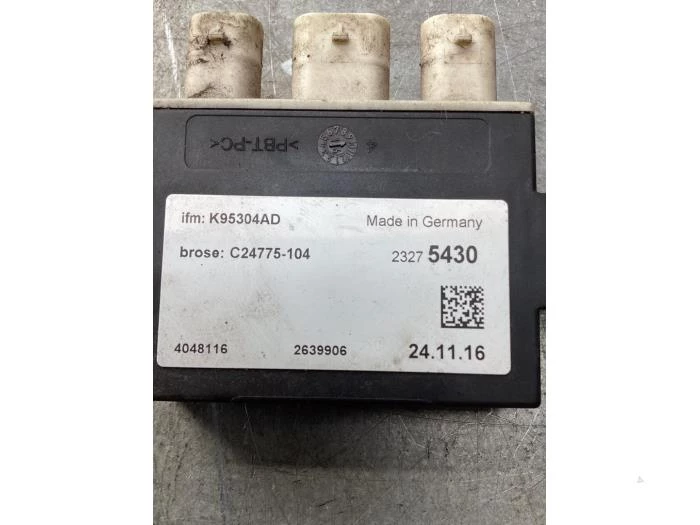 >PBT-PC<
ifm: K95304AD
Made in Germany
brose: C24775-104
2327 5430
4048116
2639906
24.11.16